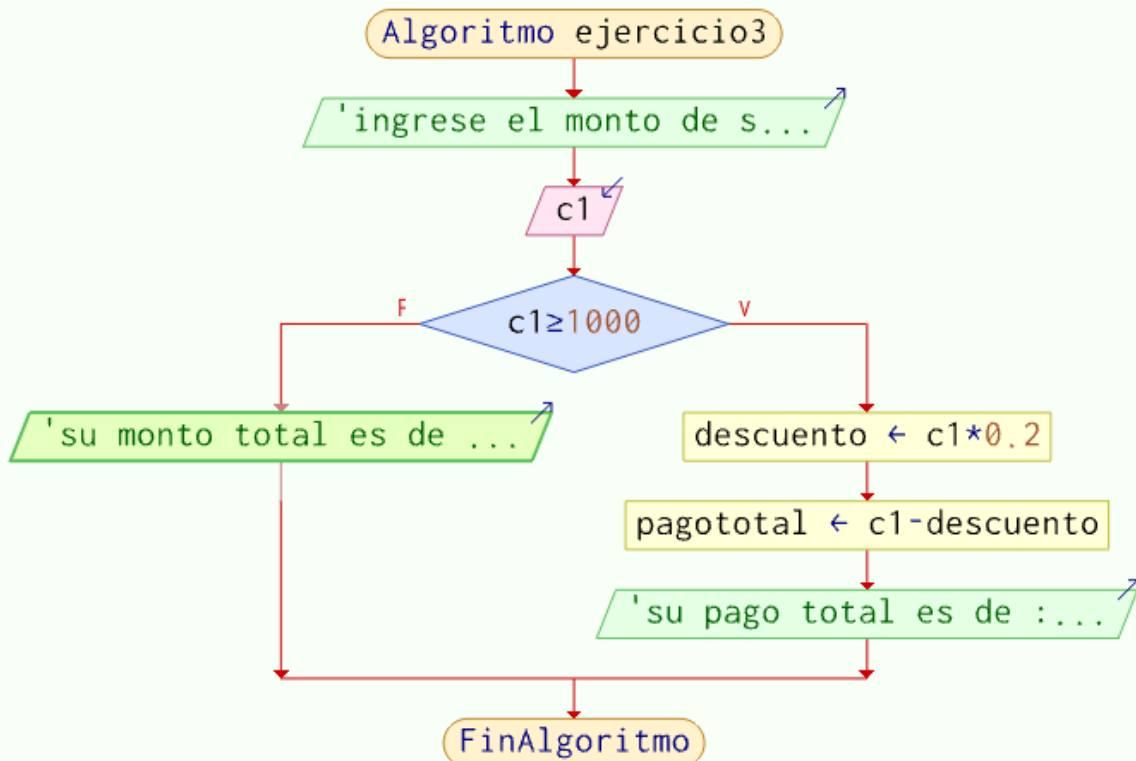 Algoritmo ejercicio3
'ingrese el monto de s...
c1
F
c1≥1000
V
'su monto total es de ...
descuento ← c1*0.2
pagototal ← c1-descuento
'su pago total es de :...
FinAlgoritmo